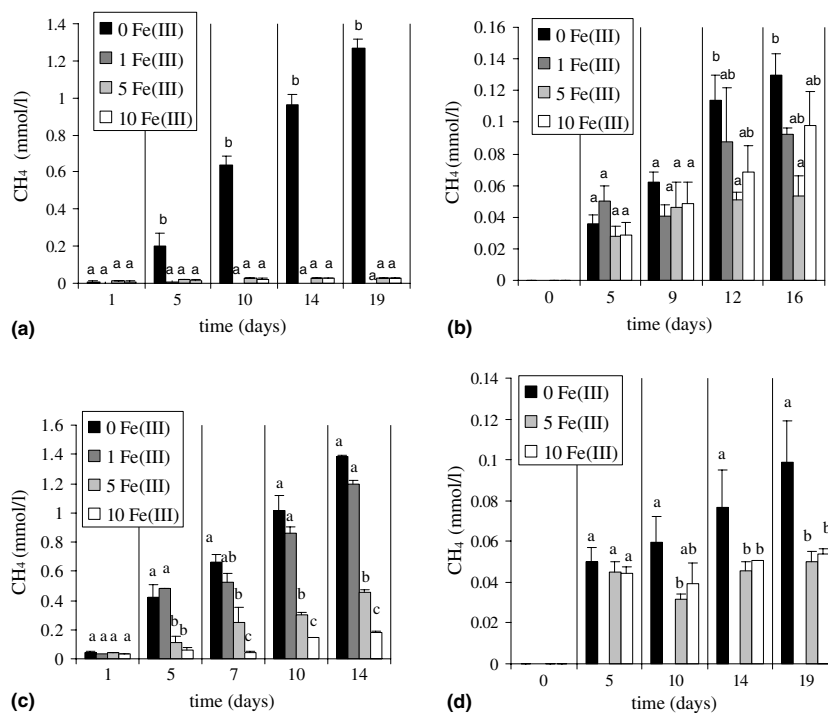 1.4
1.2
1
0.8
0.6
0.4
0.2
0
CH₄ (mmol/l)
0 Fe(III)
1 Fe(III)
5 Fe(III)
10 Fe(III)
a a a a
b a a a
b a a a
b a a a
b a a a
1 5 10 14 19
time (days)
(a)
0.16
0.14
0.12
0.1
0.08
0.06
0.04
0.02
0
CH₄ (mmol/l)
0 Fe(III)
1 Fe(III)
5 Fe(III)
10 Fe(III)
a a a a
a a a a
b ab a ab
b ab a ab
0 5 9 12 16
time (days)
(b)
1.6
1.4
1.2
1
0.8
0.6
0.4
0.2
0
CH₄ (mmol/l)
0 Fe(III)
1 Fe(III)
5 Fe(III)
10 Fe(III)
a a a a
a a b b
a ab b c
a a b c
a a b c
1 5 7 10 14
time (days)
(c)
0.14
0.12
0.1
0.08
0.06
0.04
0.02
0
CH₄ (mmol/l)
0 Fe(III)
5 Fe(III)
10 Fe(III)
a a a
a b ab
a b b
a b b
0 5 10 14 19
time (days)
(d)